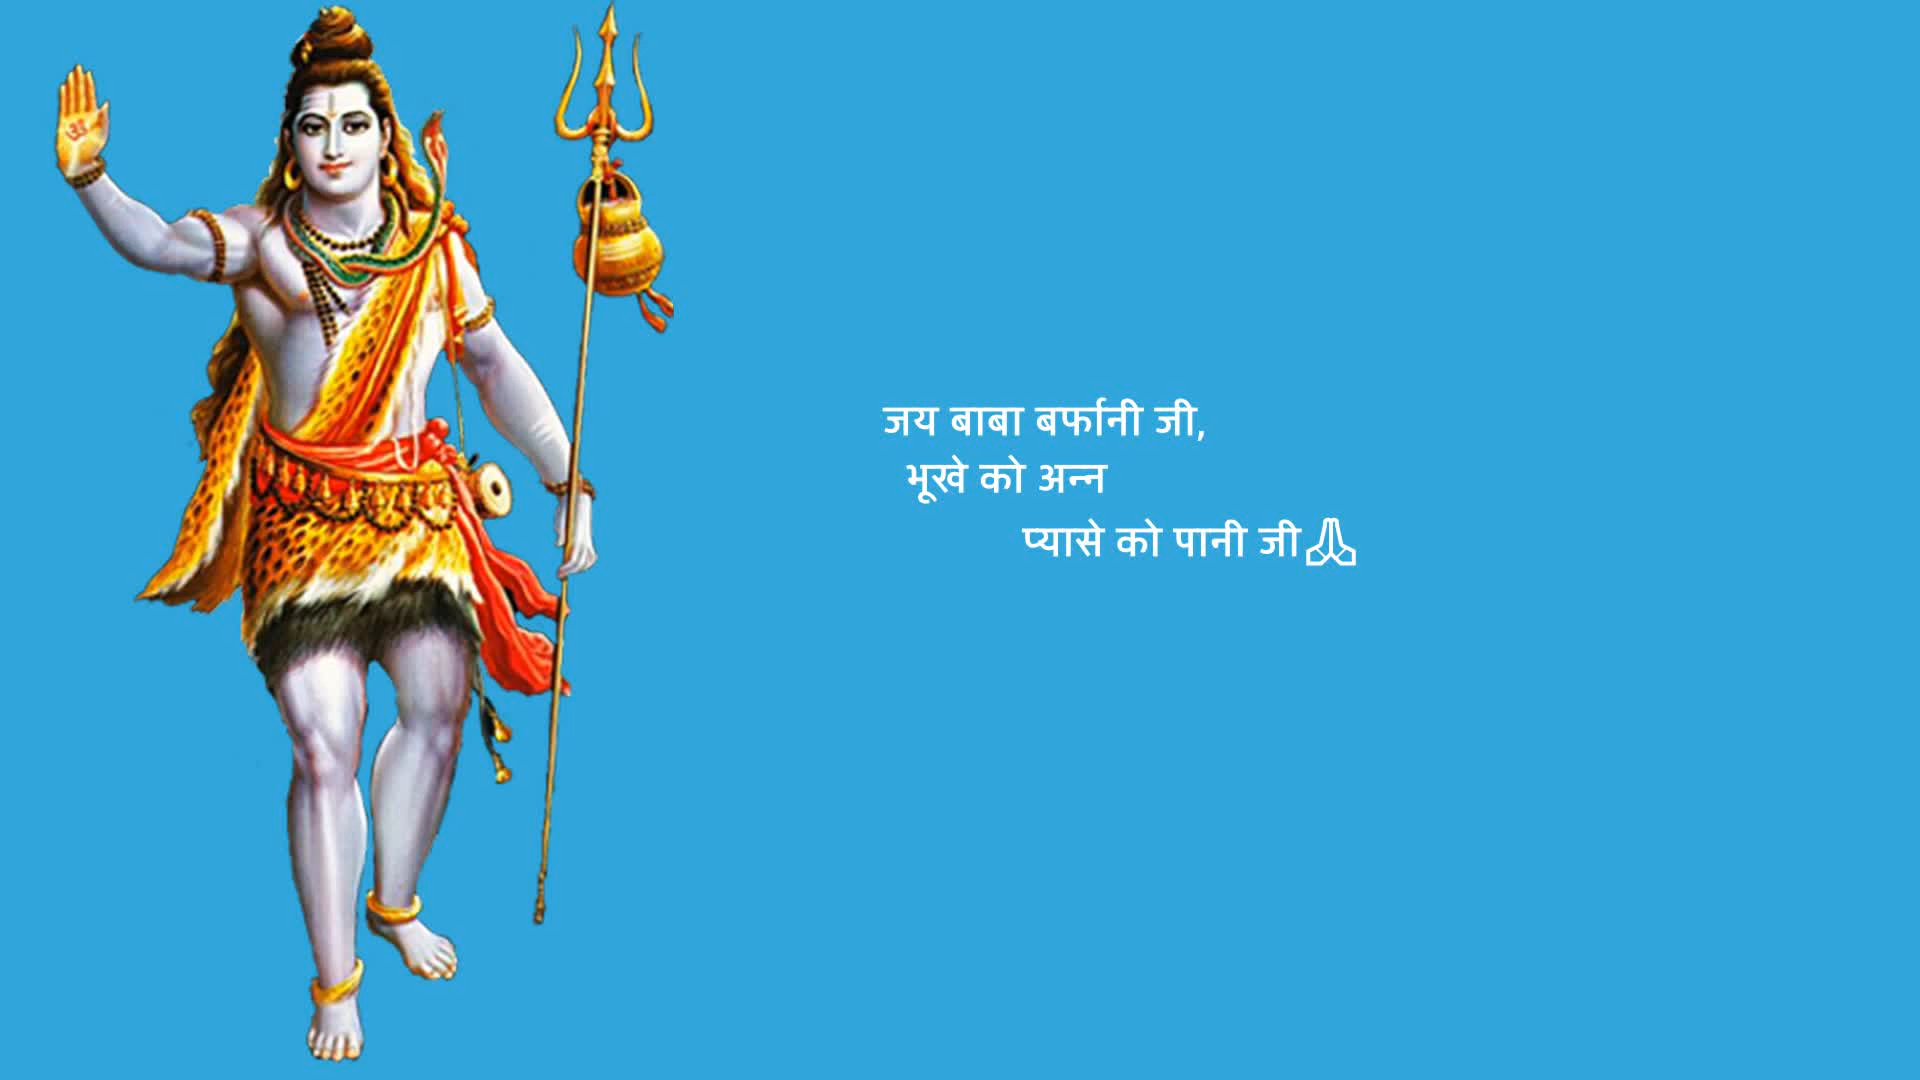 ॐ
जय बाबा बर्फानी जी,
भूखे को अन्न
प्यासे को पानी जी🙏